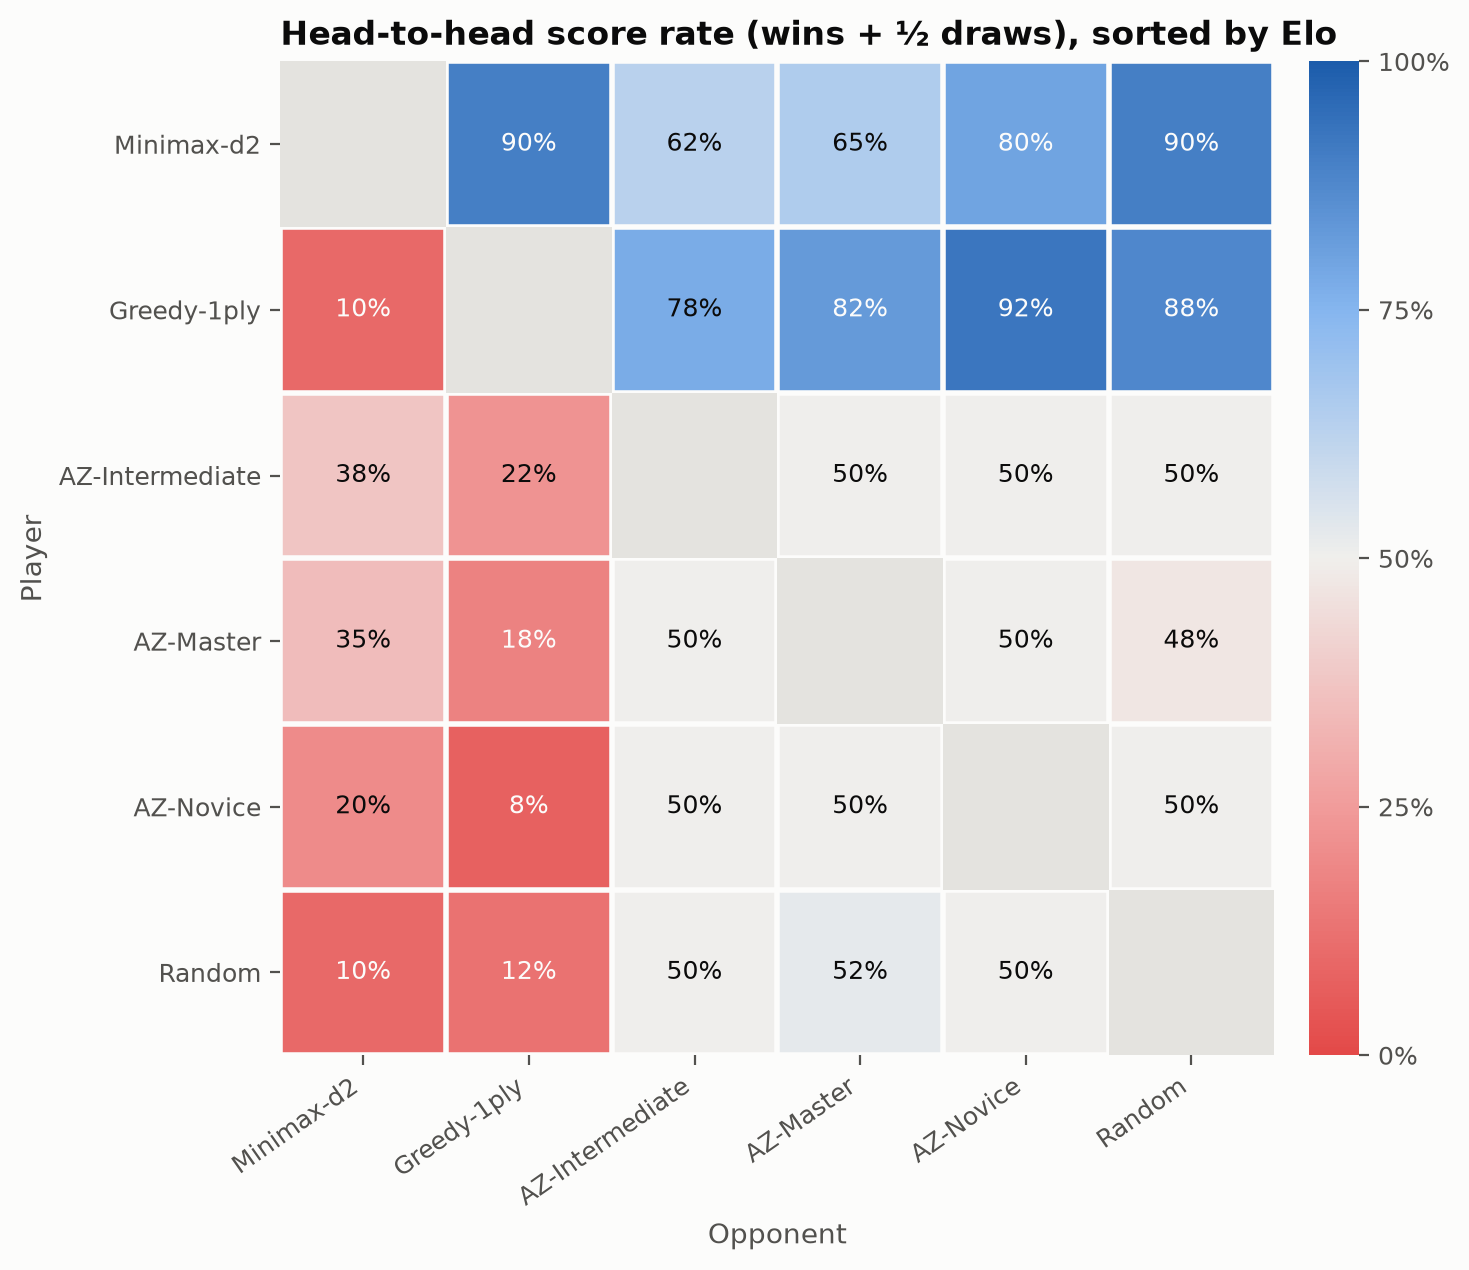 Head-to-head score rate (wins + ½ draws), sorted by Elo
100%
Minimax-d2
90%
62%
65%
80%
90%
Greedy-1ply
10%
78%
82%
92%
88%
75%
AZ-Intermediate
38%
22%
50%
50%
50%
50%
Player
AZ-Master
35%
18%
50%
50%
48%
AZ-Novice
20%
8%
50%
50%
50%
25%
Random
10%
12%
50%
52%
50%
0%
Minimax-d2
Greedy-1ply
AZ-Intermediate
AZ-Master
AZ-Novice
Random
Opponent